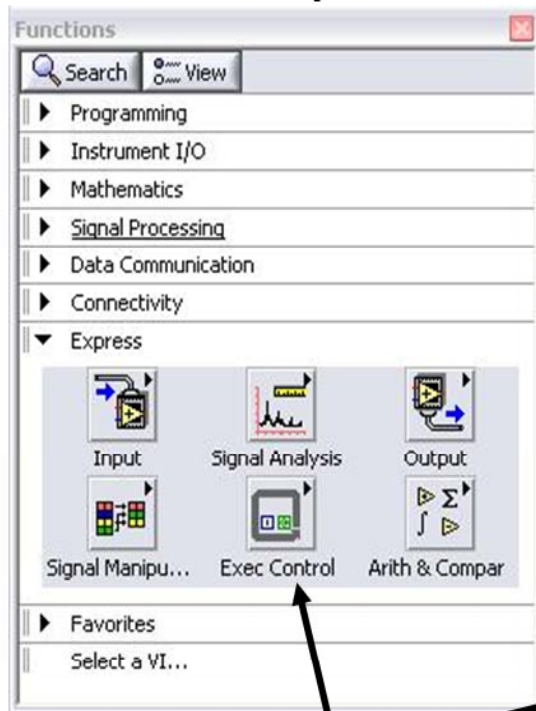 Functions
Search View
Programming
Instrument I/O
Mathematics
Signal Processing
Data Communication
Connectivity
Express
Input Signal Analysis Output
Signal Manipu... Exec Control Arith & Compar
Favorites
Select a VI...